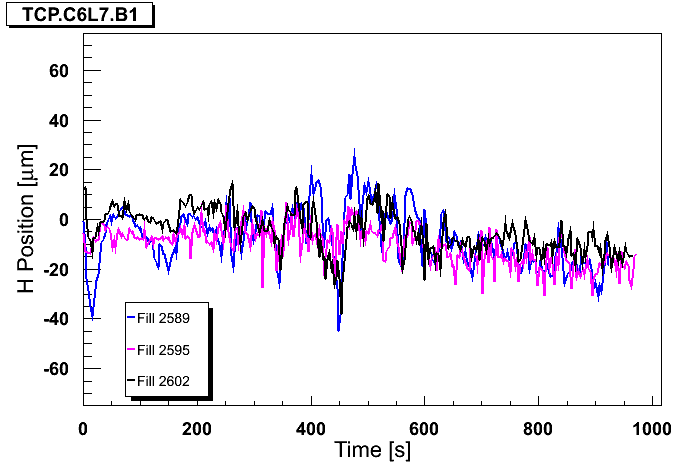 TCP.C6L7.B1
H Position [μm]
60
40
20
0
-20
-40
-60
Fill 2589
Fill 2595
Fill 2602
0 200 400 600 800 1000
Time [s]